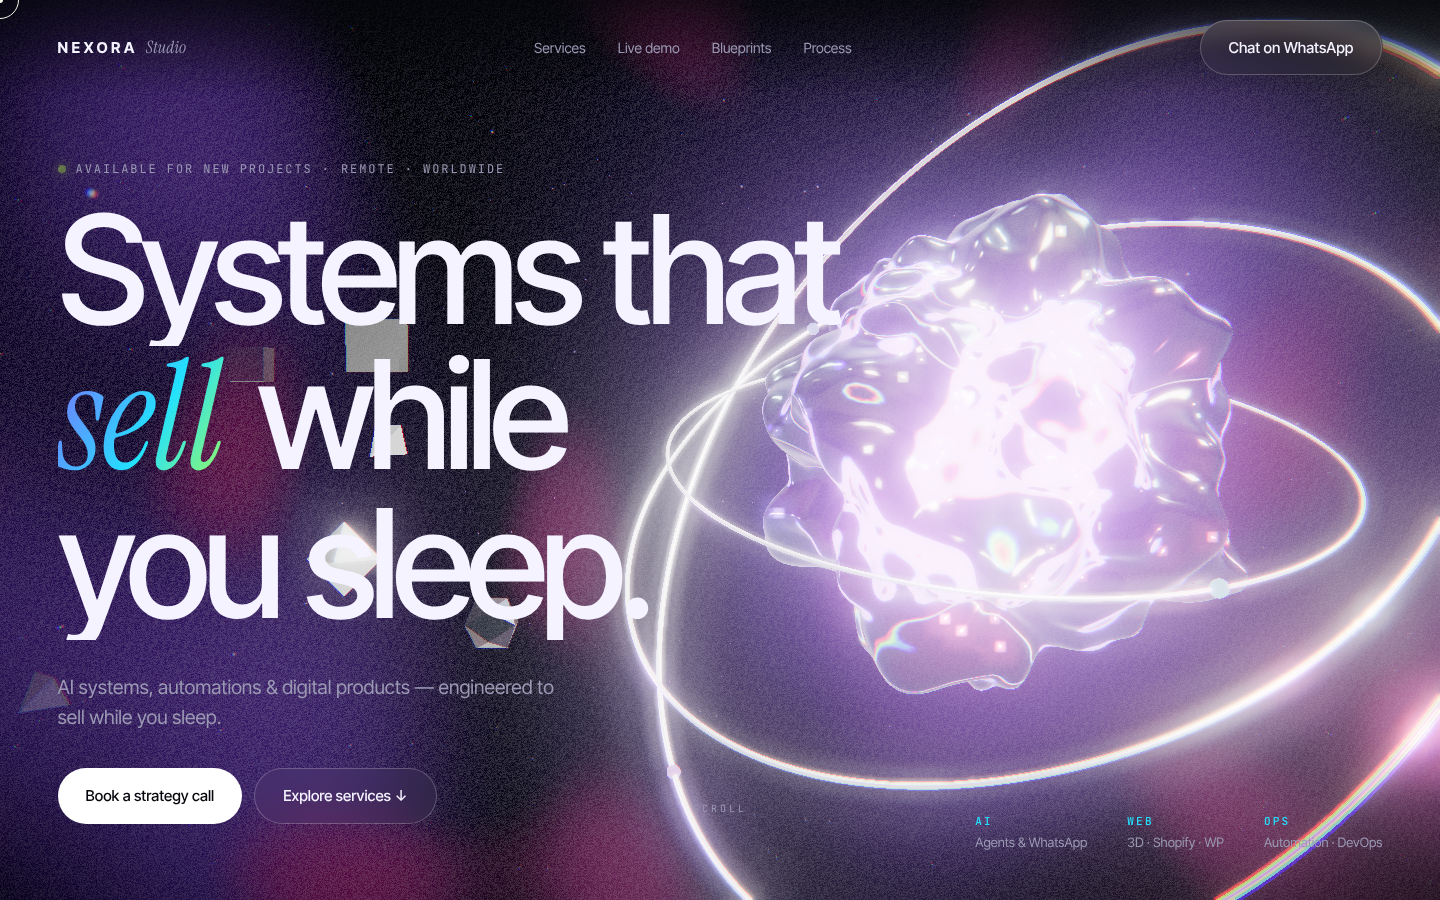 NEXORA Studio
Services
Live demo
Blueprints
Process
Chat on WhatsApp
AVAILABLE FOR NEW PROJECTS · REMOTE · WORLDWIDE
Systems that
sell while
you sleep.
AI systems, automations & digital products — engineered to
sell while you sleep.
Book a strategy call
Explore services ↓
CROLL
AI
Agents & WhatsApp
WEB
3D · Shopify · WP
OPS
Automation · DevOps